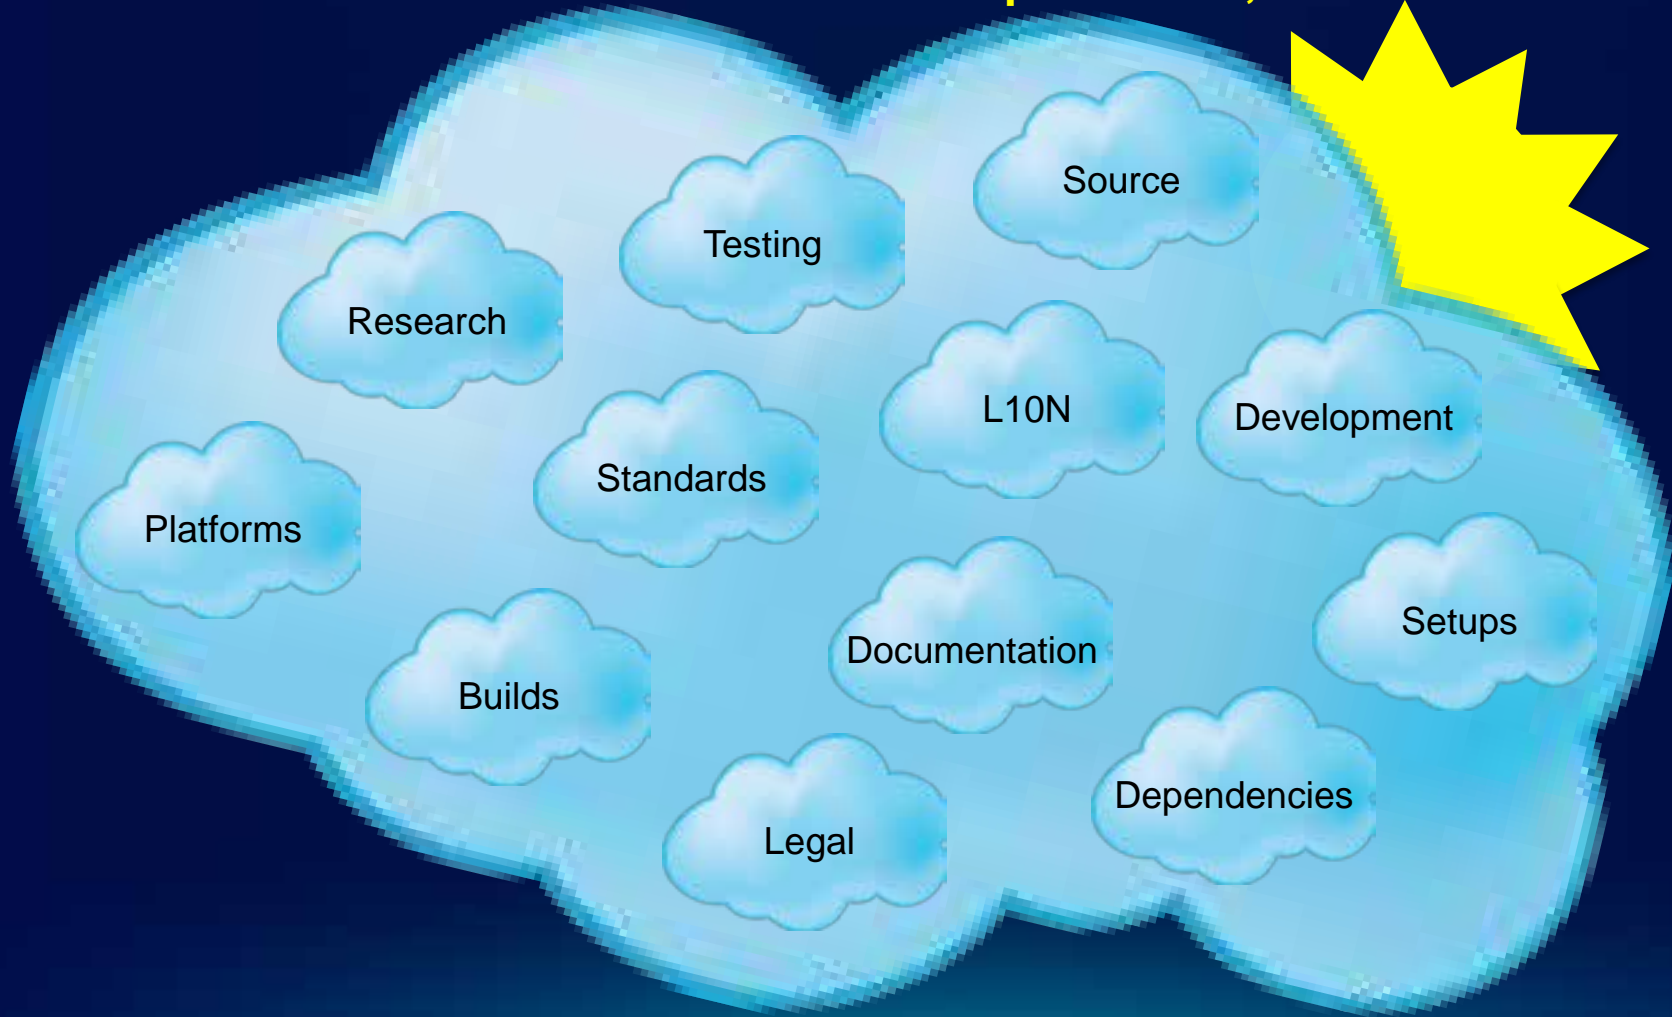 Source
Testing
Research
L10N
Development
Standards
Platforms
Setups
Documentation
Builds
Dependencies
Legal